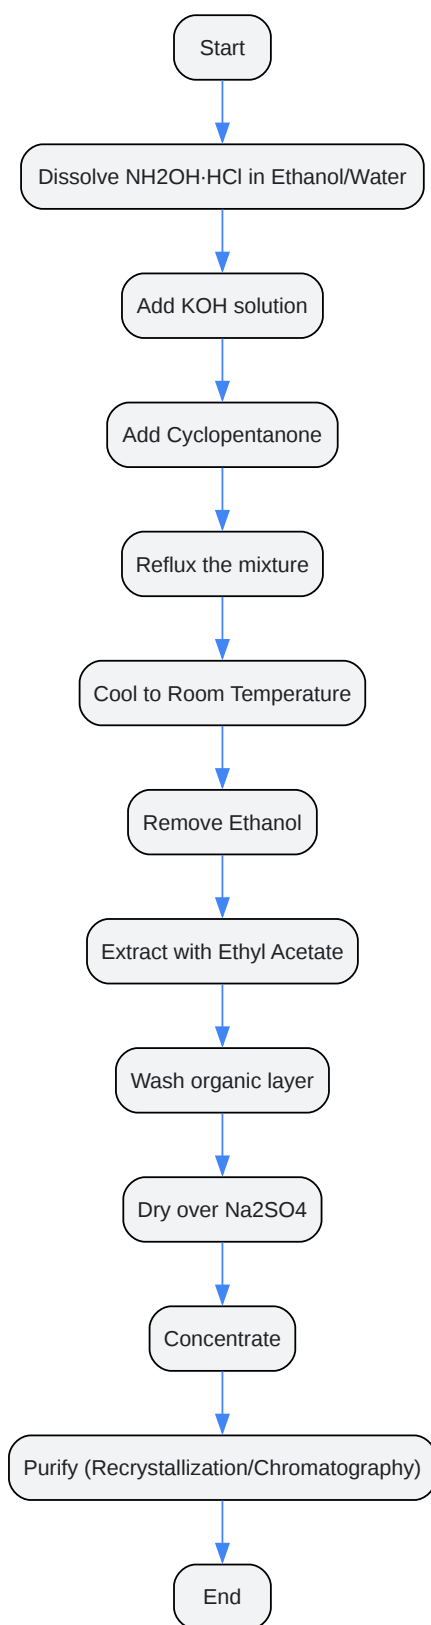 Start
Dissolve NH2OH·HCl in Ethanol/Water
Add KOH solution
Add Cyclopentanone
Reflux the mixture
Cool to Room Temperature
Remove Ethanol
Extract with Ethyl Acetate
Wash organic layer
Dry over Na2SO4
Concentrate
Purify (Recrystallization/Chromatography)
End